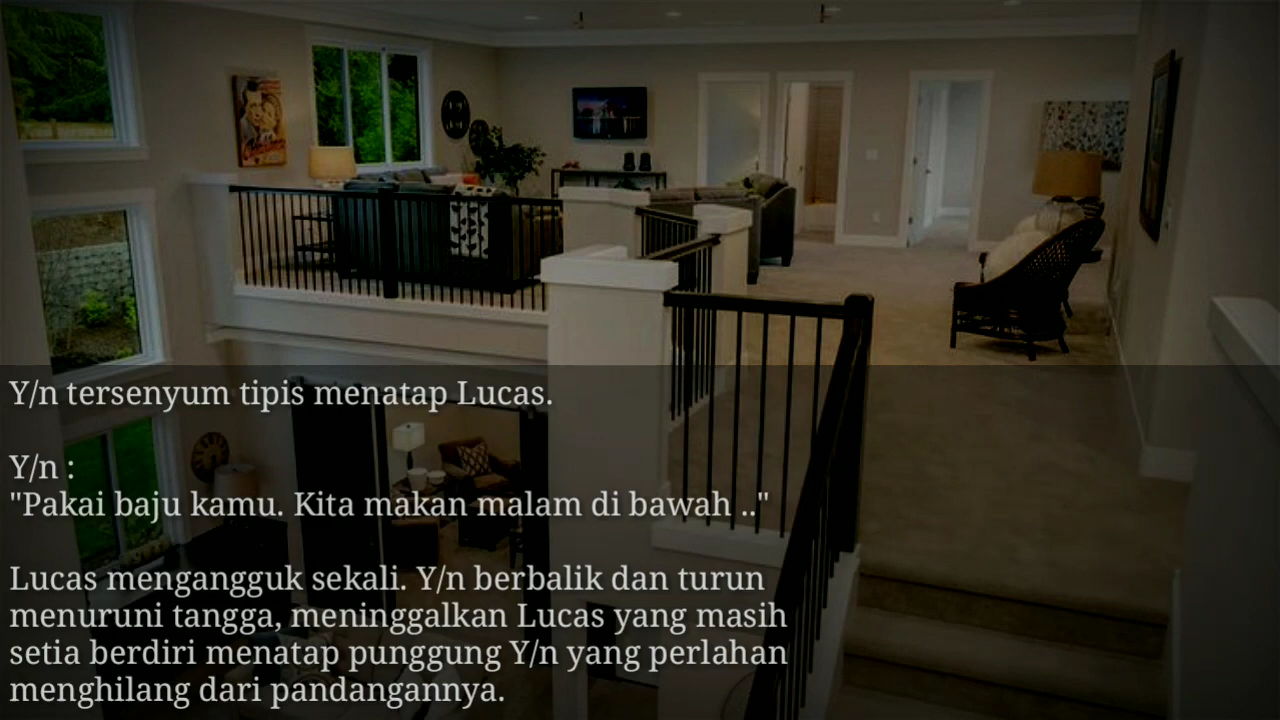 Y/n tersenyum tipis menatap Lucas.
Y/n :
"Pakai baju kamu. Kita makan malam di bawah .."
Lucas mengangguk sekali. Y/n berbalik dan turun
menuruni tangga, meninggalkan Lucas yang masih
setia berdiri menatap punggung Y/n yang perlahan
menghilang dari pandangannya.